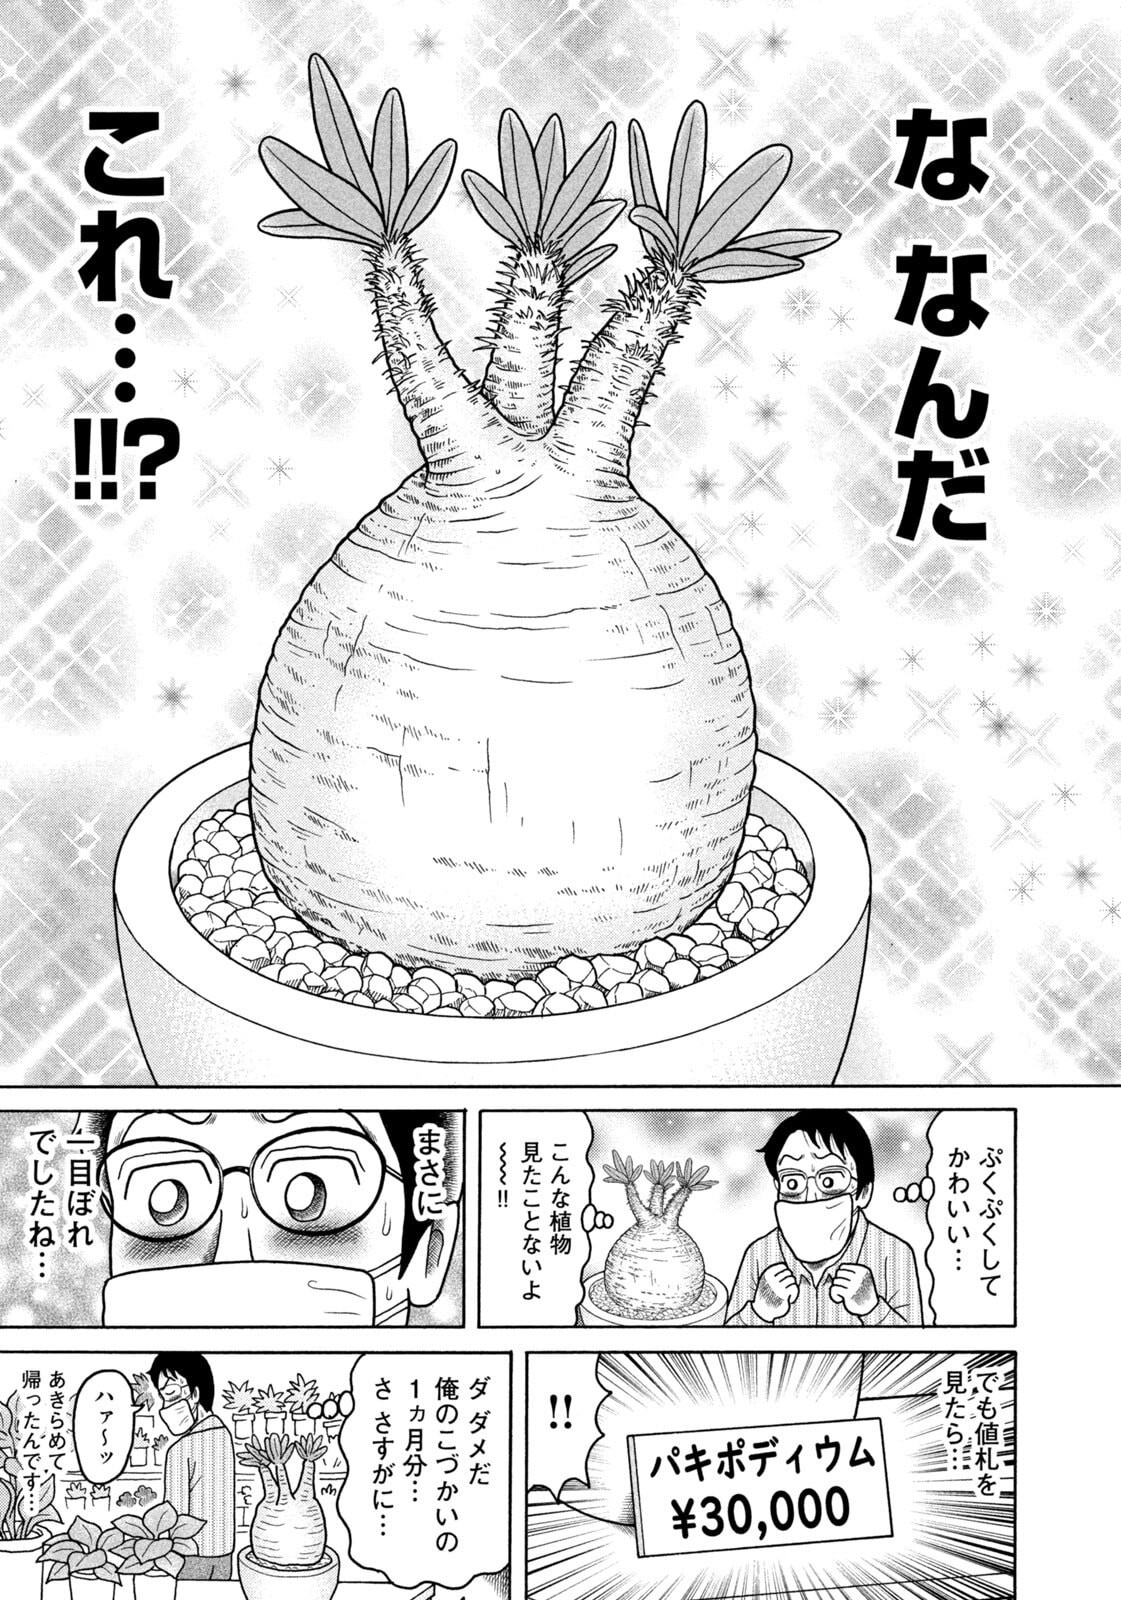 な なんだ
これ…
!!?
ぷくぷくして
かわいい…
こんな植物
見たことないよ
〜〜〜!!
まさに
一目ぼれ
でしたね…
でも値札を
見たら…
パキポディウム
¥30,000
!!
ダ ダメだ
俺のこづかいの
1ヵ月分…
さ さすがに…
ハァ〜ッ
あきらめて
帰ったんです…